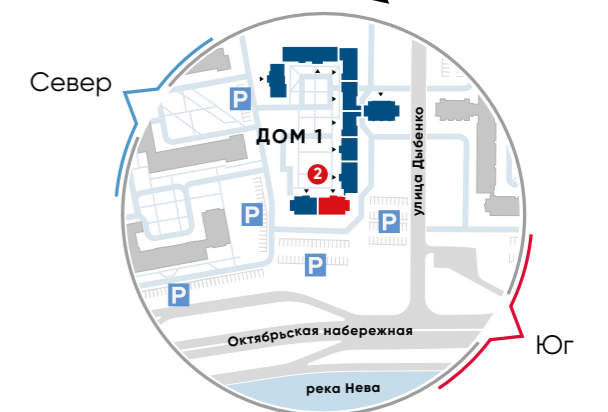 Север
P
ДОМ 1
улица Дыбенко
2
P
P
P
P
Октябрьская набережная
Юг
река Нева